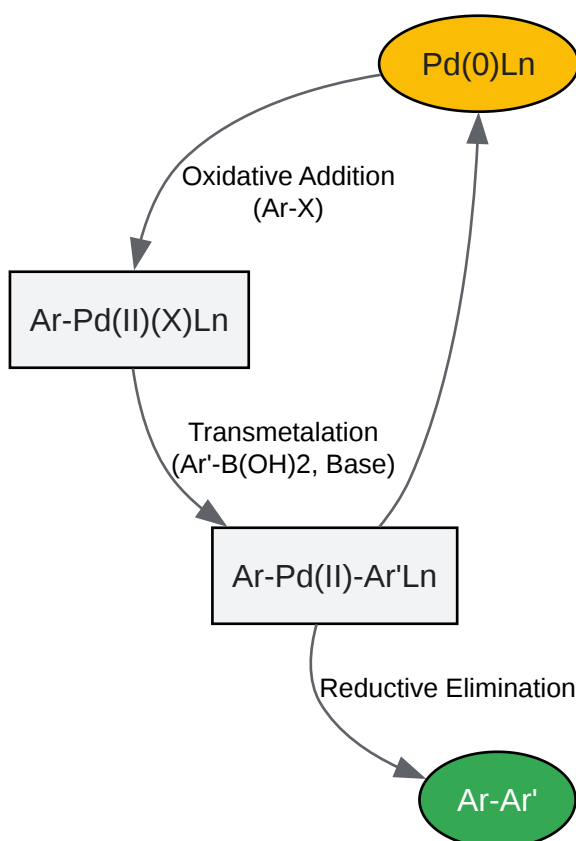 Pd(0)Ln
Oxidative Addition
(Ar-X)
Ar-Pd(II)(X)Ln
Transmetalation
(Ar'-B(OH)2, Base)
Ar-Pd(II)-Ar'Ln
Reductive Elimination
Ar-Ar'